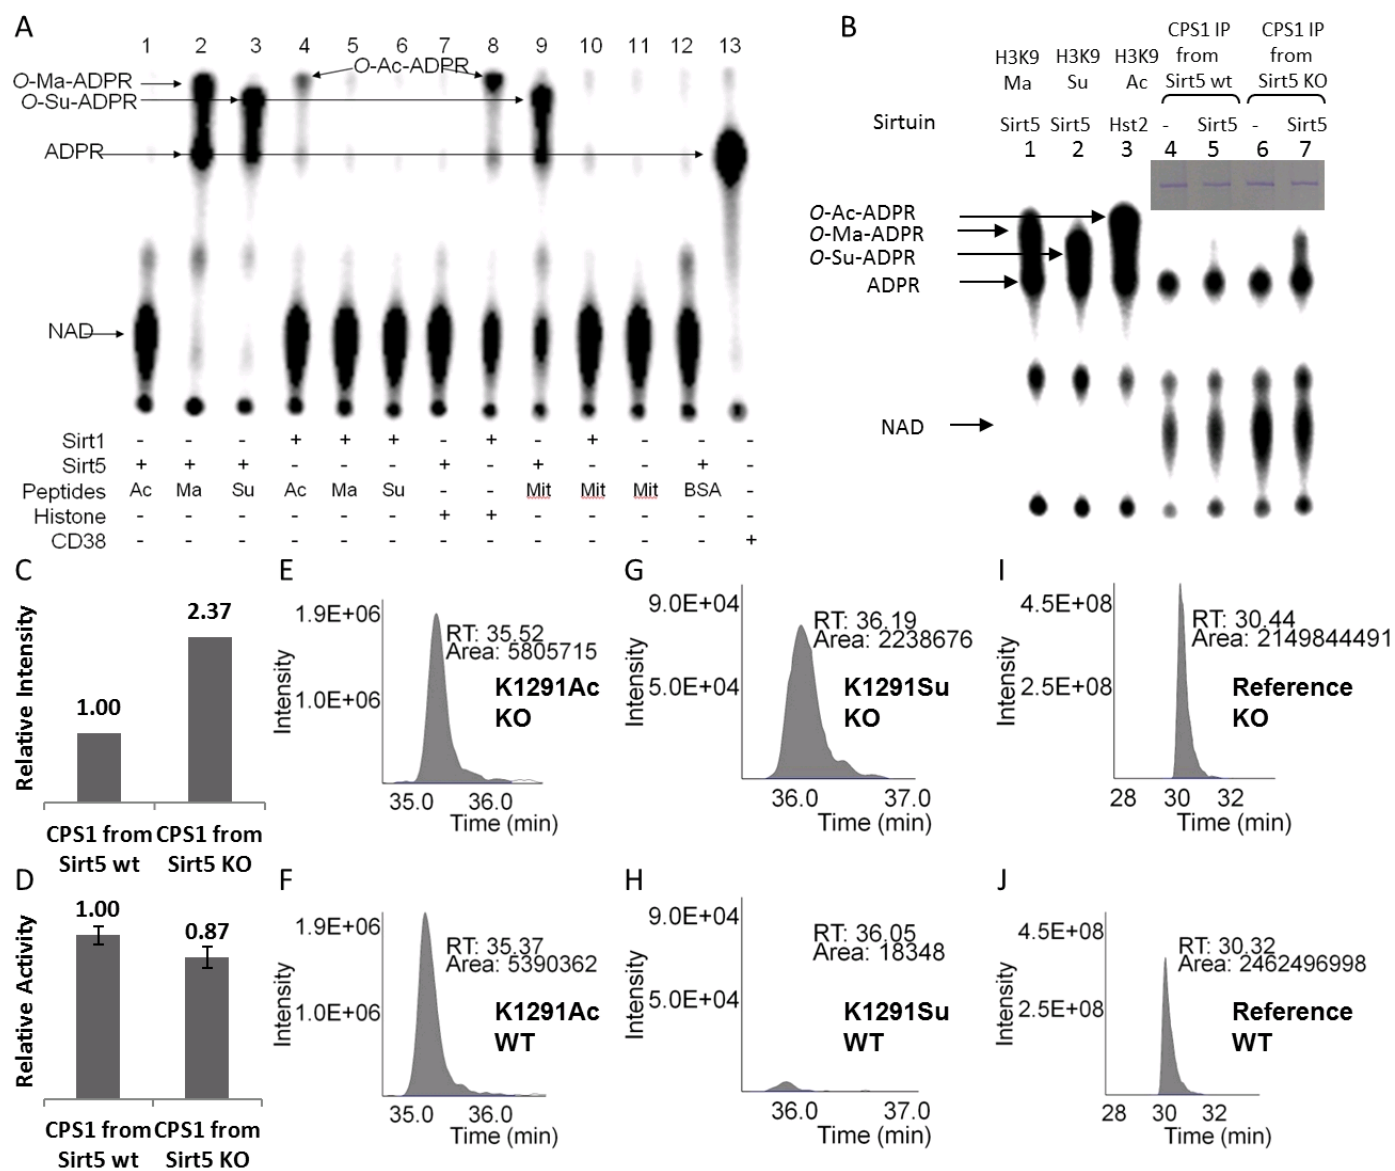 A
1 2 3 4 5 6 7 8 9 10 11 12 13
O-Ac-ADPR
O-Ma-ADPR
O-Su-ADPR
ADPR
NAD
Sirt1 - - - + + + - + - + - - -
Sirt5 + + + - - - + - + - - + -
Peptides Ac Ma Su Ac Ma Su - - Mit Mit Mit BSA -
Histone - - - - - - + + - - - - -
CD38 - - - - - - - - - - - - +
B
H3K9 H3K9 H3K9
Ma Su Ac
CPS1 IP
from
Sirt5 wt
CPS1 IP
from
Sirt5 KO
Sirtuin Sirt5 Sirt5 Hst2 - Sirt5 - Sirt5
1 2 3 4 5 6 7
O-Ac-ADPR
O-Ma-ADPR
O-Su-ADPR
ADPR
NAD
C
Relative Intensity
1.00
2.37
CPS1 from CPS1 from
Sirt5 wt Sirt5 KO
D
Relative Activity
1.00
0.87
CPS1 from CPS1 from
Sirt5 wt Sirt5 KO
E
Intensity
1.9E+06
1.0E+06
RT: 35.52
Area: 5805715
K1291Ac
KO
35.0 36.0
Time (min)
F
Intensity
1.9E+06
1.0E+06
RT: 35.37
Area: 5390362
K1291Ac
WT
35.0 36.0
Time (min)
G
Intensity
9.0E+04
5.0E+04
RT: 36.19
Area: 2238676
K1291Su
KO
36.0 37.0
Time (min)
H
Intensity
9.0E+04
5.0E+04
RT: 36.05
Area: 18348
K1291Su
WT
36.0 37.0
Time (min)
I
Intensity
4.5E+08
2.5E+08
RT: 30.44
Area: 2149844491
Reference
KO
28 30 32
Time (min)
J
Intensity
4.5E+08
2.5E+08
RT: 30.32
Area: 2462496998
Reference
WT
28 30 32
Time (min)